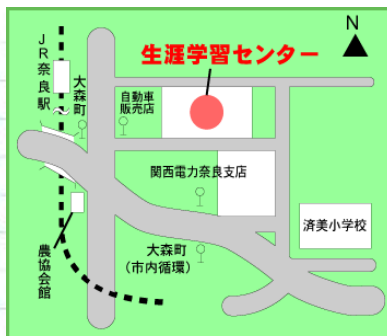 N
生涯学習センター
JR奈良駅
大森町
自動車
販売店
関西電力奈良支店
済美小学校
農協会館
大森町
(市内循環)